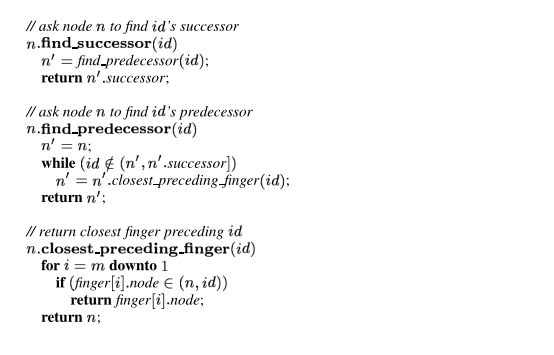 // ask node n to find id's successor
n.find_successor(id)
n′ = find_predecessor(id);
return n′.successor;
// ask node n to find id's predecessor
n.find_predecessor(id)
n′ = n;
while (id ∉ (n′, n′.successor])
n′ = n′.closest_preceding_finger(id);
return n′;
// return closest finger preceding id
n.closest_preceding_finger(id)
for i = m downto 1
if (finger[i].node ∈ (n, id))
return finger[i].node;
return n;